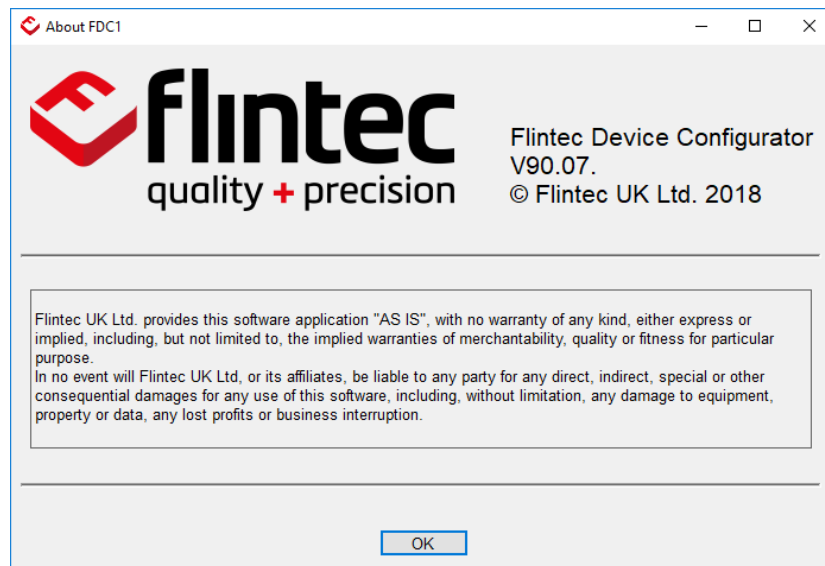 About FDC1
flintec
quality + precision
Flintec Device Configurator
V90.07.
© Flintec UK Ltd. 2018
Flintec UK Ltd. provides this software application "AS IS", with no warranty of any kind, either express or
implied, including, but not limited to, the implied warranties of merchantability, quality or fitness for particular
purpose.
In no event will Flintec UK Ltd, or its affiliates, be liable to any party for any direct, indirect, special or other
consequential damages for any use of this software, including, without limitation, any damage to equipment,
property or data, any lost profits or business interruption.
OK